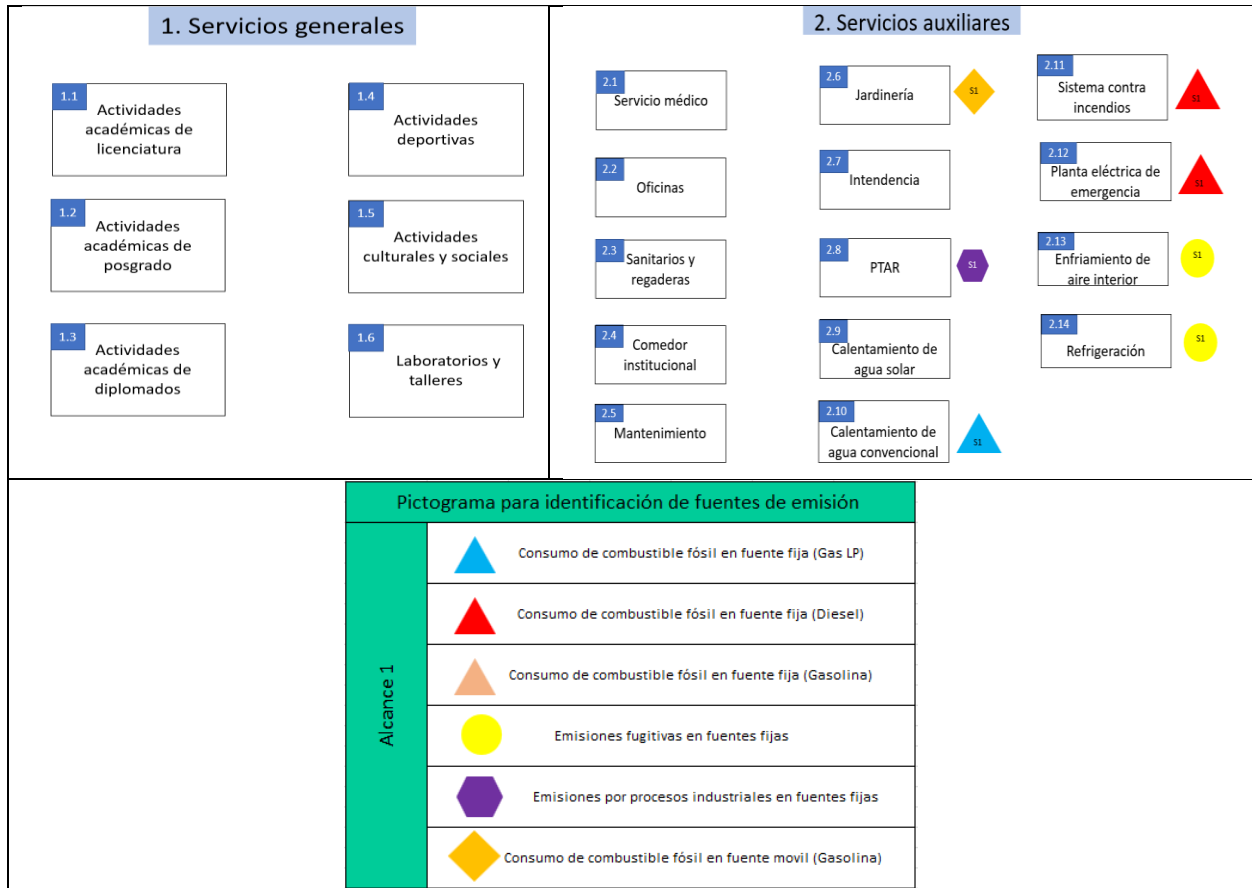 1. Servicios generales
1.1
Actividades
académicas de
licenciatura
1.2
Actividades
académicas de
posgrado
1.3
Actividades
académicas de
diplomados
1.4
Actividades
deportivas
1.5
Actividades
culturales y sociales
1.6
Laboratorios y
talleres
2. Servicios auxiliares
2.1
Servicio médico
2.2
Oficinas
2.3
Sanitarios y
regaderas
2.4
Comedor
institucional
2.5
Mantenimiento
2.6
Jardinería
S1
2.7
Intendencia
2.8
PTAR
S1
2.9
Calentamiento de
agua solar
2.10
Calentamiento de
agua convencional
S1
2.11
Sistema contra
incendios
S1
2.12
Planta eléctrica de
emergencia
S1
2.13
Enfriamiento de
aire interior
S1
2.14
Refrigeración
S1
Pictograma para identificación de fuentes de emisión
Alcance 1
Consumo de combustible fósil en fuente fija (Gas LP)
Consumo de combustible fósil en fuente fija (Diesel)
Consumo de combustible fósil en fuente fija (Gasolina)
Emisiones fugitivas en fuentes fijas
Emisiones por procesos industriales en fuentes fijas
Consumo de combustible fósil en fuente movil (Gasolina)